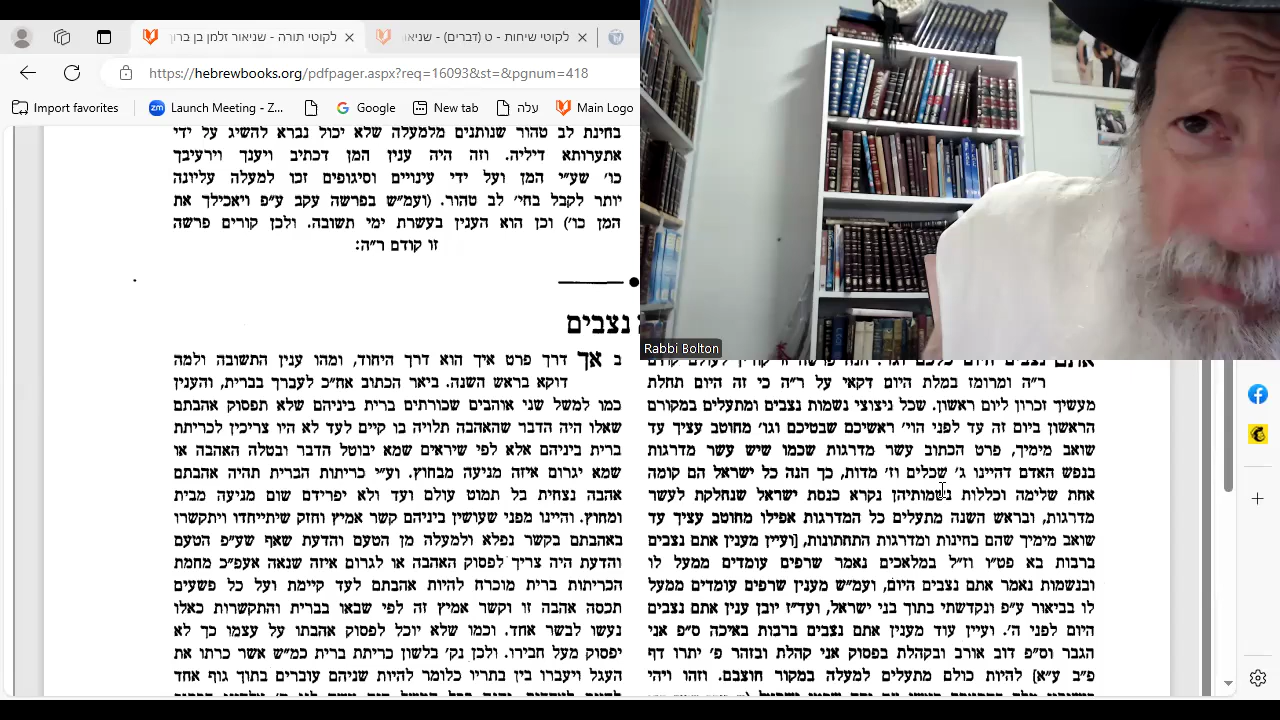 לקוטי תורה - שניאור זלמן בן ברוך
לקוטי שיחות - ט (דברים) - שניאור
https://hebrewbooks.org/pdfpager.aspx?req=16093&st=&pgnum=418
Import favorites
Launch Meeting - Z...
Google
New tab
עלה
Main Logo
Rabbi Bolton
בחינת לב טהור שנותנים מלמעלה שלא יכול נברא להשיג על ידי
אתערותא דיליה. וזה היה ענין המן דכתיב ויענך וירעיבך
כו׳ שע״י המן ועל ידי עינויים וסיגופים זכו למעלה עליונה
יותר לקבל בחי׳ לב טהור. (ועמ״ש בפרשה עקב ע״פ ויאכילך את
המן כו׳) וכן הוא הענין בעשרת ימי תשובה. ולכן קורים פרשה
זו קודם ר״ה:
נצבים
ר״ה ומרומז במלת היום דקאי על ר״ה כי זה היום תחלת
מעשיך זכרון ליום ראשון. שכל ניצוצי נשמות נצבים ומתעלים במקורם
הראשון ביום זה עד לפני הוי׳ ראשיכם שבטיכם וגו׳ מחוטב עציך עד
שואב מימיך, פרט הכתוב עשר מדרגות שכמו שיש עשר מדרגות
בנפש האדם דהיינו ג׳ שכלים וז׳ מדות, כך הנה כל ישראל הם קומה
אחת שלימה וכללות נשמותיהן נקרא כנסת ישראל שנחלקת לעשר
מדרגות, ובראש השנה מתעלים כל המדרגות אפילו מחוטב עציך עד
שואב מימיך שהם בחינות ומדרגות התחתונות, [ועיין מענין אתם נצבים
ברבות בא פט״ו וז״ל במלאכים נאמר שרפים עומדים ממעל לו
ובנשמות נאמר אתם נצבים היום, ועמ״ש מענין שרפים עומדים ממעל
לו בביאור ע״פ ונקדשתי בתוך בני ישראל, ועד״ז יובן ענין אתם נצבים
היום לפני ה׳. ועיין עוד מענין אתם נצבים ברבות באיכה ס״פ אני
הגבר וס״פ דוב אורב ובקהלת בפסוק אני קהלת ובזהר פ׳ יתרו דף
פ״ב ע״א] להיות כולם מתעלים למעלה במקור חוצבם. וזהו ויהי
ב אך דרך פרט איך הוא דרך היחוד, ומהו ענין התשובה ולמה
דוקא בראש השנה. ביאר הכתוב אח״כ לעברך בברית, והענין
כמו למשל שני אוהבים שכורתים ברית ביניהם שלא תפסוק אהבתם
שאלו היה הדבר שהאהבה תלויה בו קיים לעד לא היו צריכין לכריתת
ברית ביניהם אלא לפי שיראים שמא יבוטל הדבר ובטלה האהבה או
שמא יגרום איזה מניעה מבחוץ. וע״י כריתות הברית תהיה אהבתם
אהבה נצחית בל תמוט עולם ועד ולא יפרידם שום מניעה מבית
ומחוץ. והיינו מפני שעושין ביניהם קשר אמיץ וחזק שיתייחדו ויתקשרו
באהבתם בקשר נפלא ולמעלה מן הטעם והדעת שאף שע״פ הטעם
והדעת היה צריך לפסוק האהבה או לגרום איזה שנאה אעפ״כ מחמת
הכריתות ברית מוכרח להיות אהבתם לעד קיימת ועל כל פשעים
תכסה אהבה זו וקשר אמיץ זה לפי שבאו בברית והתקשרות כאלו
נעשו לבשר אחד. וכמו שלא יוכל לפסוק אהבתו על עצמו כך לא
יפסוק מעל חבירו. ולכן נק׳ בלשון כריתת ברית כמ״ש אשר כרתו את
העגל ויעברו בין בתריו כלומר להיות שניהם עוברים בתוך גוף אחד